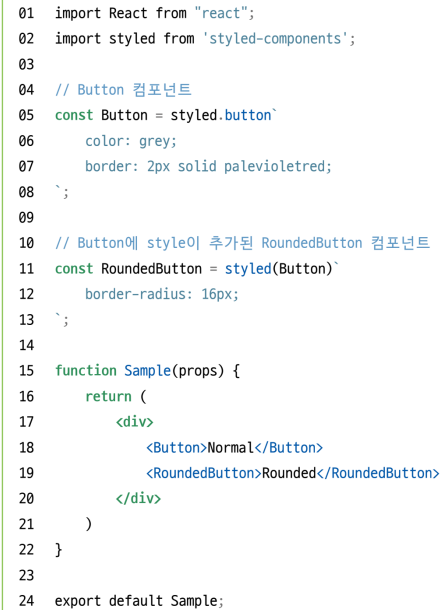 01 import React from "react";
02 import styled from 'styled-components';
03
04 // Button 컴포넌트
05 const Button = styled.button`
06     color: grey;
07     border: 2px solid palevioletred;
08 `;
09
10 // Button에 style이 추가된 RoundedButton 컴포넌트
11 const RoundedButton = styled(Button)`
12     border-radius: 16px;
13 `;
14
15 function Sample(props) {
16     return (
17         <div>
18             <Button>Normal</Button>
19             <RoundedButton>Rounded</RoundedButton>
20         </div>
21     )
22 }
23
24 export default Sample;